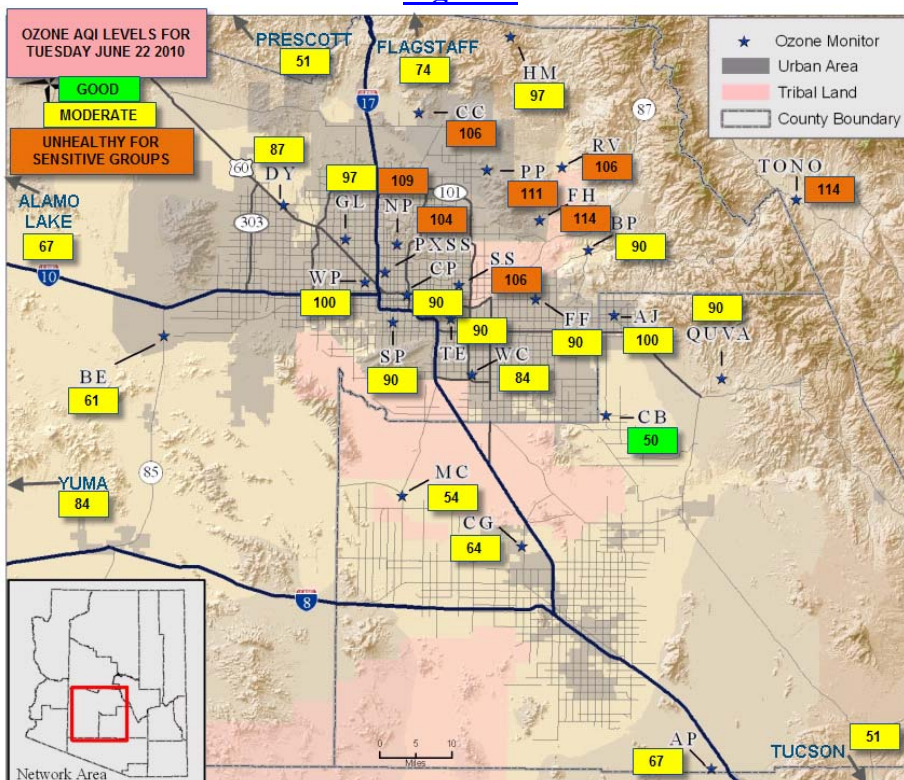 OZONE AQI LEVELS FOR
TUESDAY JUNE 22 2010
GOOD
MODERATE
UNHEALTHY FOR
SENSITIVE GROUPS
PRESCOTT
51
FLAGSTAFF
74
17
HM
97
87
Ozone Monitor
Urban Area
Tribal Land
County Boundary
CC
106
60
87
DY
97
GL
109
NP
101
PP
111
RV
106
FH
114
TONO
114
ALAMO
LAKE
67
303
104
PXSS
BP
90
10
WP
100
CP
90
SS
106
FF
90
AJ
100
90
QUVA
BE
61
SP
90
90
TE
WC
84
CB
50
85
YUMA
84
MC
54
CG
64
8
Network Area
0 5 10
Miles
67
AP
TUCSON
51